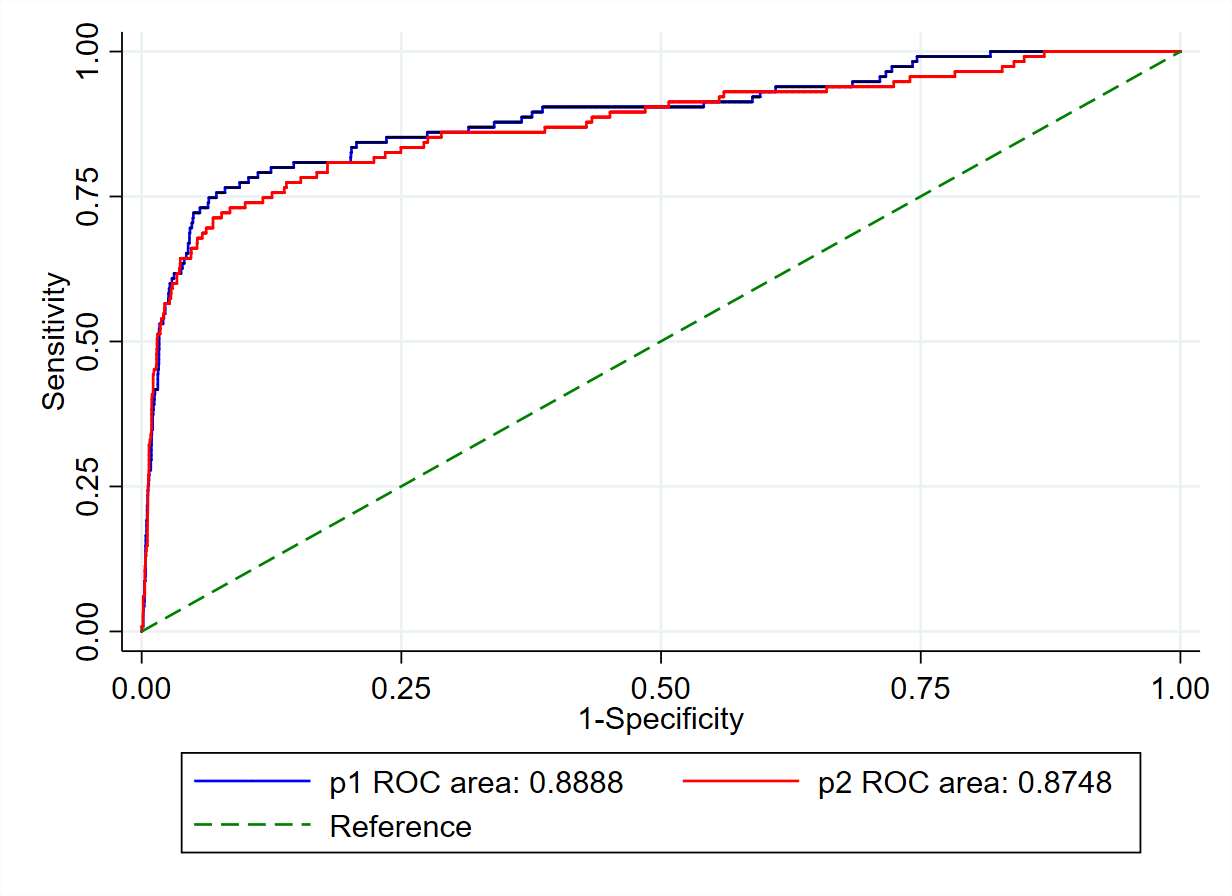 1.00
0.75
0.50
0.25
0.00
Sensitivity
0.00 0.25 0.50 0.75 1.00
1-Specificity
p1 ROC area: 0.8888 p2 ROC area: 0.8748
Reference